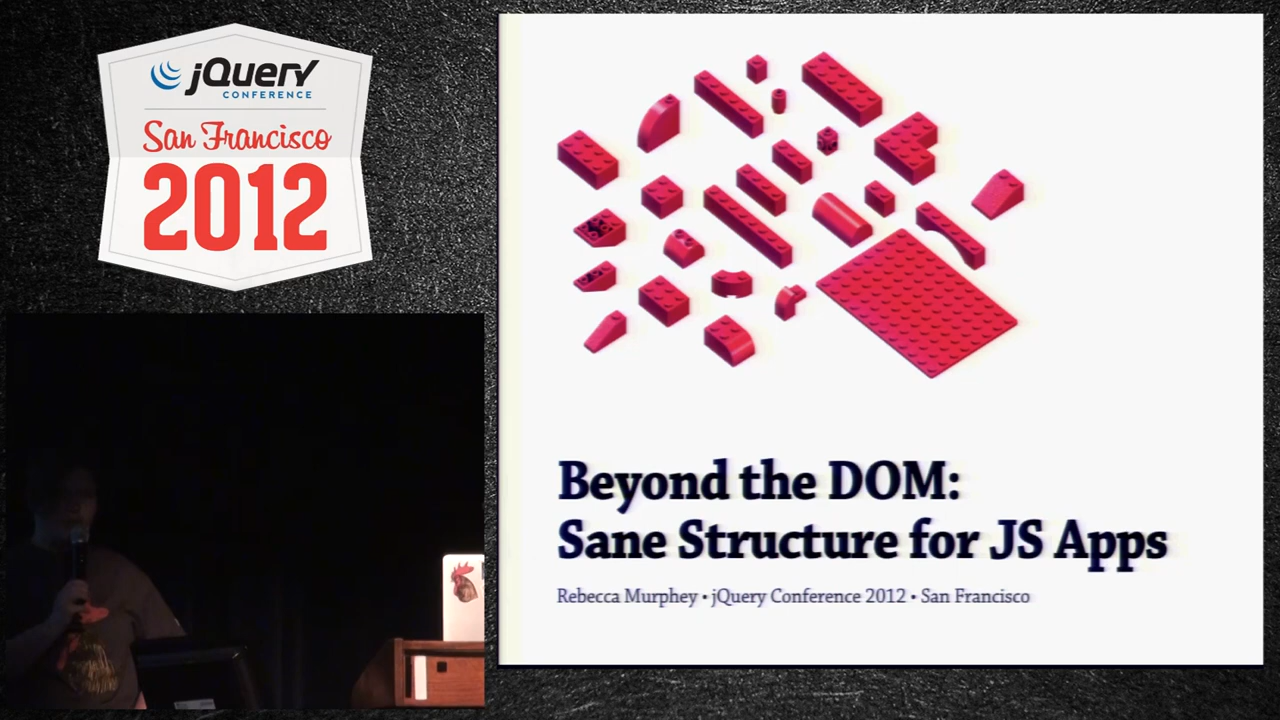 jQuery
CONFERENCE
San Francisco
2012
Beyond the DOM:
Sane Structure for JS Apps
Rebecca Murphey • jQuery Conference 2012 • San Francisco